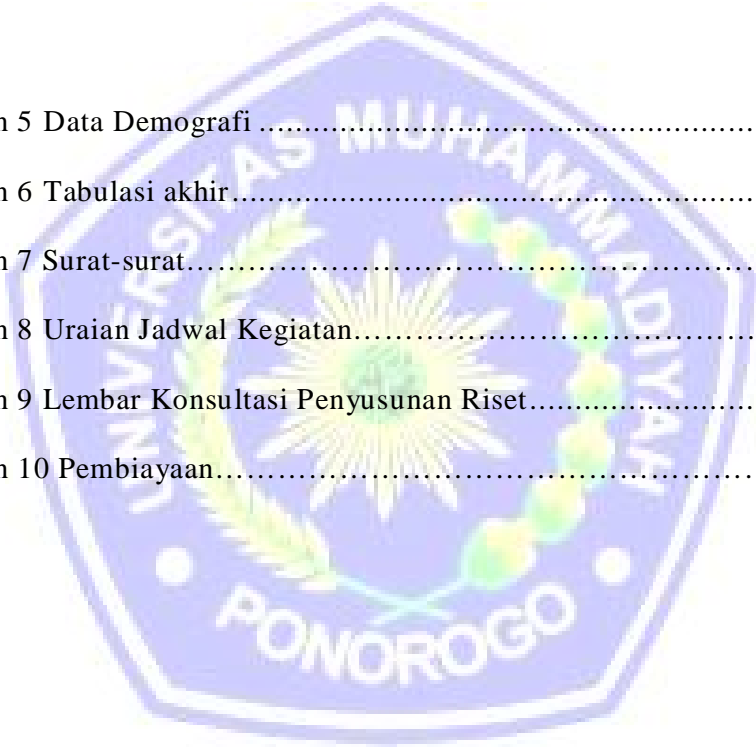 n 5 Data Demografi ........................................................
n 6 Tabulasi akhir ........................................................
n 7 Surat-surat........................................................
n 8 Uraian Jadwal Kegiatan........................................................
n 9 Lembar Konsultasi Penyusunan Riset..............................
n 10 Pembiayaan........................................................
UNIVERSITAS MUHAMMADIYAH
PONOROGO